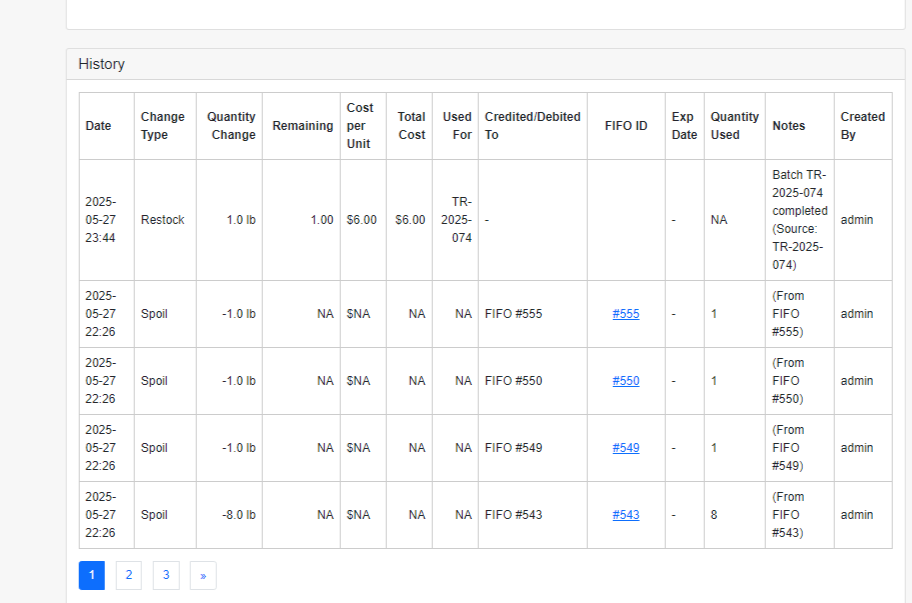 History
Date Change Type Quantity Change Remaining Cost per Unit Total Cost Used For Credited/Debited To FIFO ID Exp Date Quantity Used Notes Created By
2025-05-27 23:44 Restock 1.0 lb 1.00 $6.00 $6.00 TR-2025-074 - - NA Batch TR-2025-074 completed (Source: TR-2025-074) admin
2025-05-27 22:26 Spoil -1.0 lb NA $NA NA NA FIFO #555 #555 - 1 (From FIFO #555) admin
2025-05-27 22:26 Spoil -1.0 lb NA $NA NA NA FIFO #550 #550 - 1 (From FIFO #550) admin
2025-05-27 22:26 Spoil -1.0 lb NA $NA NA NA FIFO #549 #549 - 1 (From FIFO #549) admin
2025-05-27 22:26 Spoil -8.0 lb NA $NA NA NA FIFO #543 #543 - 8 (From FIFO #543) admin
1 2 3 »